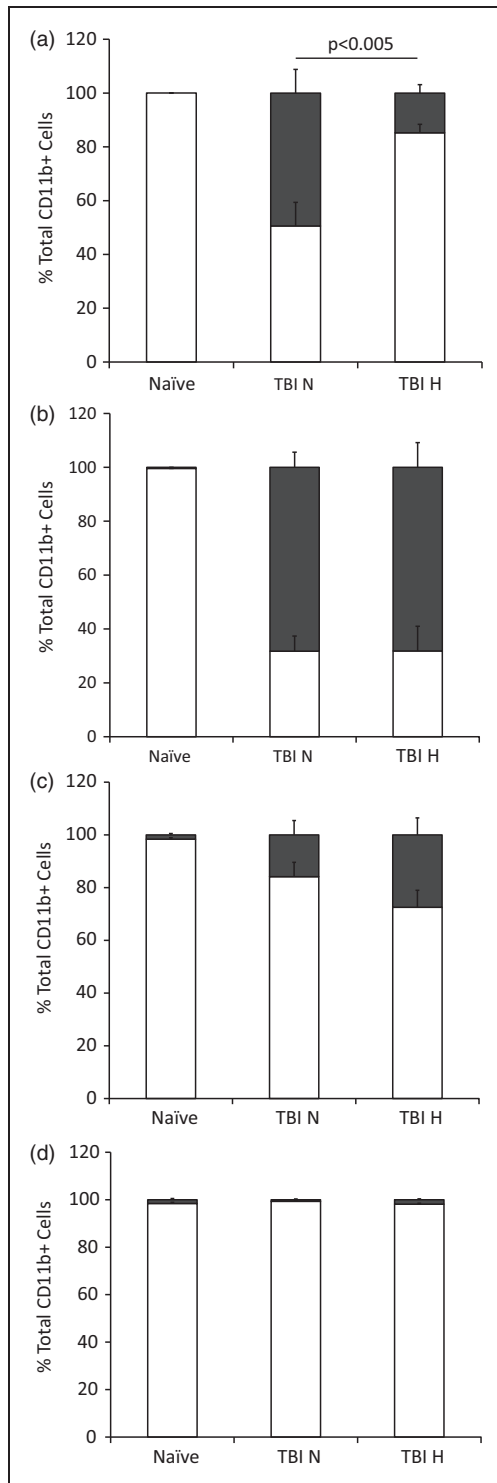 (a)
p<0.005
% Total CD11b+ Cells
120
100
80
60
40
20
0
Naïve TBI N TBI H
(b)
% Total CD11b+ Cells
120
100
80
60
40
20
0
Naïve TBI N TBI H
(c)
% Total CD11b+ Cells
120
100
80
60
40
20
0
Naïve TBI N TBI H
(d)
% Total CD11b+ Cells
120
100
80
60
40
20
0
Naïve TBI N TBI H